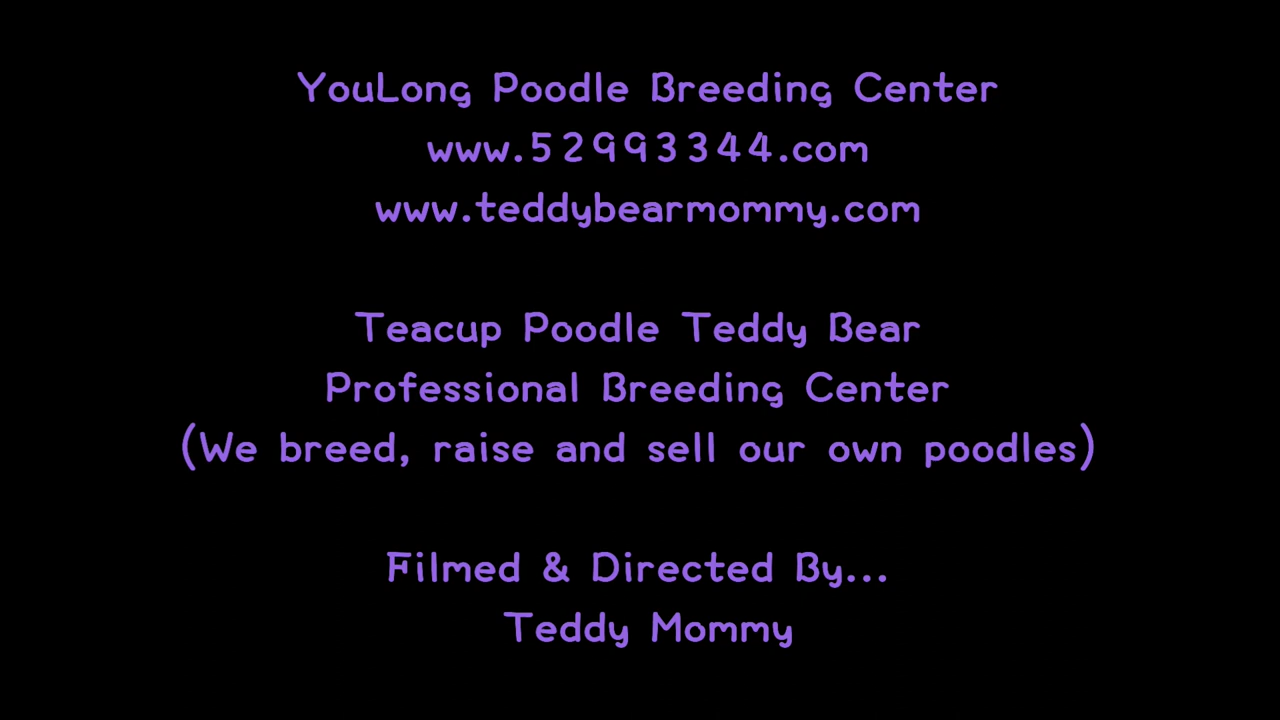 YouLong Poodle Breeding Center
www.52993344.com
www.teddybearmommy.com
Teacup Poodle Teddy Bear
Professional Breeding Center
(We breed, raise and sell our own poodles)
Filmed & Directed By...
Teddy Mommy